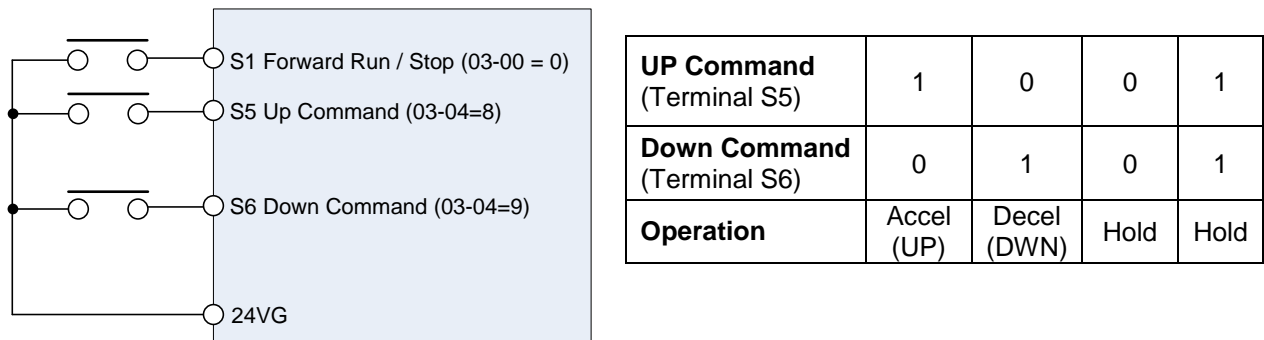 S1 Forward Run / Stop (03-00 = 0)
S5 Up Command (03-04=8)
S6 Down Command (03-04=9)
24VG
UP Command
(Terminal S5)
1 0 0 1
Down Command
(Terminal S6)
0 1 0 1
Operation
Accel
(UP)
Decel
(DWN)
Hold
Hold